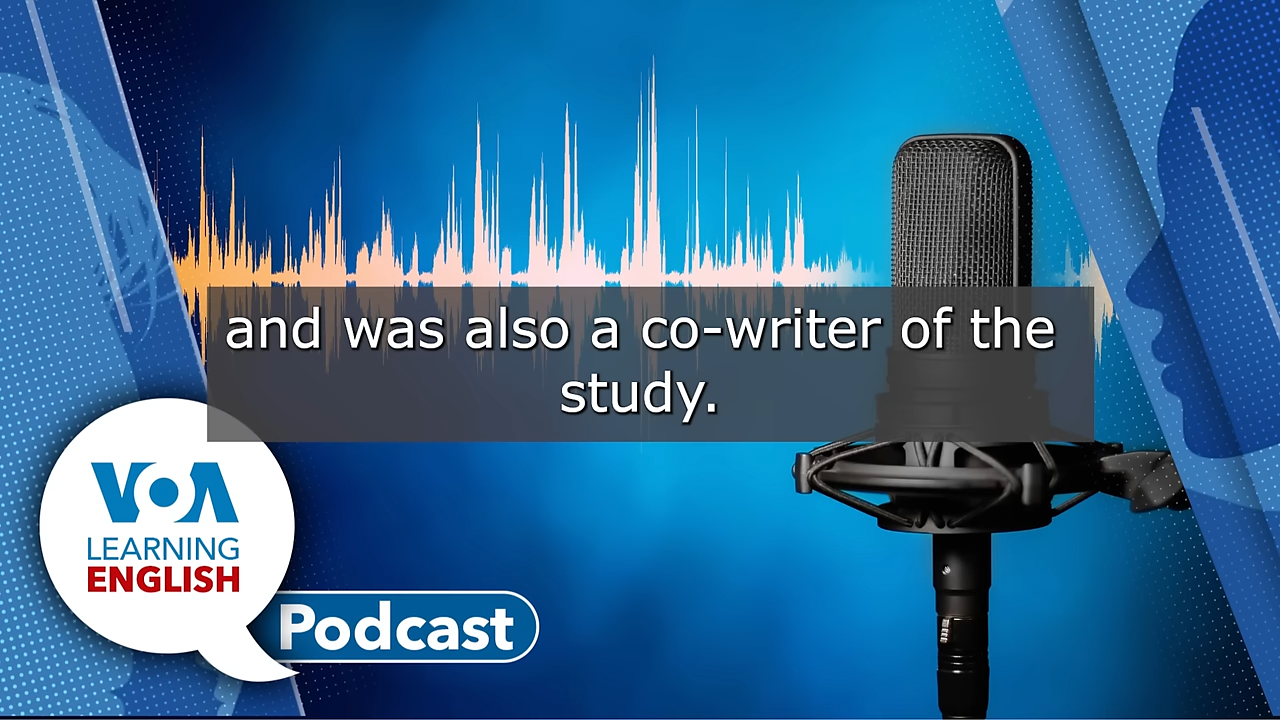 and was also a co-writer of the
study.
VOA
LEARNING
ENGLISH
Podcast